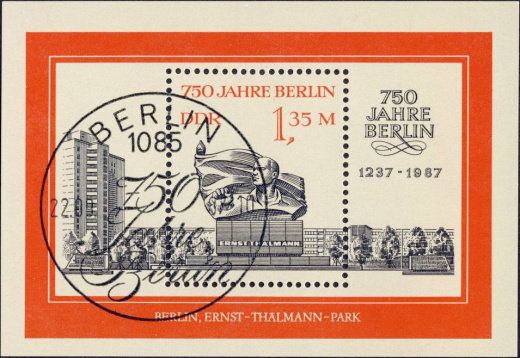 750 JAHRE BERLIN
DDR
1,35 M
750
JAHRE
BERLIN
1237-1987
BERLIN
1085
750
Jahre
Berlin
ERNST THÄLMANN
BERLIN, ERNST-THÄLMANN-PARK